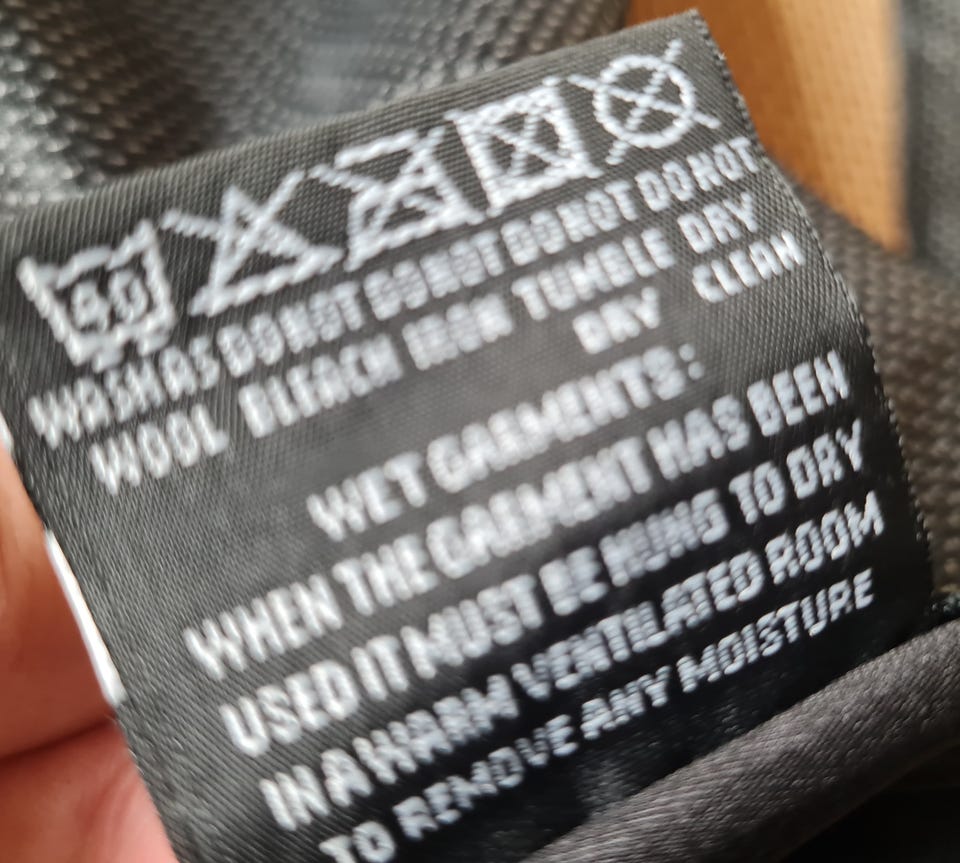 WASH AS DO NOT DO NOT DO NOT DO NOT
WOOL BLEACH IRON TUMBLE DRY
DRY CLEAN
WET GARMENTS:
WHEN THE GARMENT HAS BEEN
USED IT MUST BE HUNG TO DRY
IN A WARM VENTILATED ROOM
TO REMOVE ANY MOISTURE